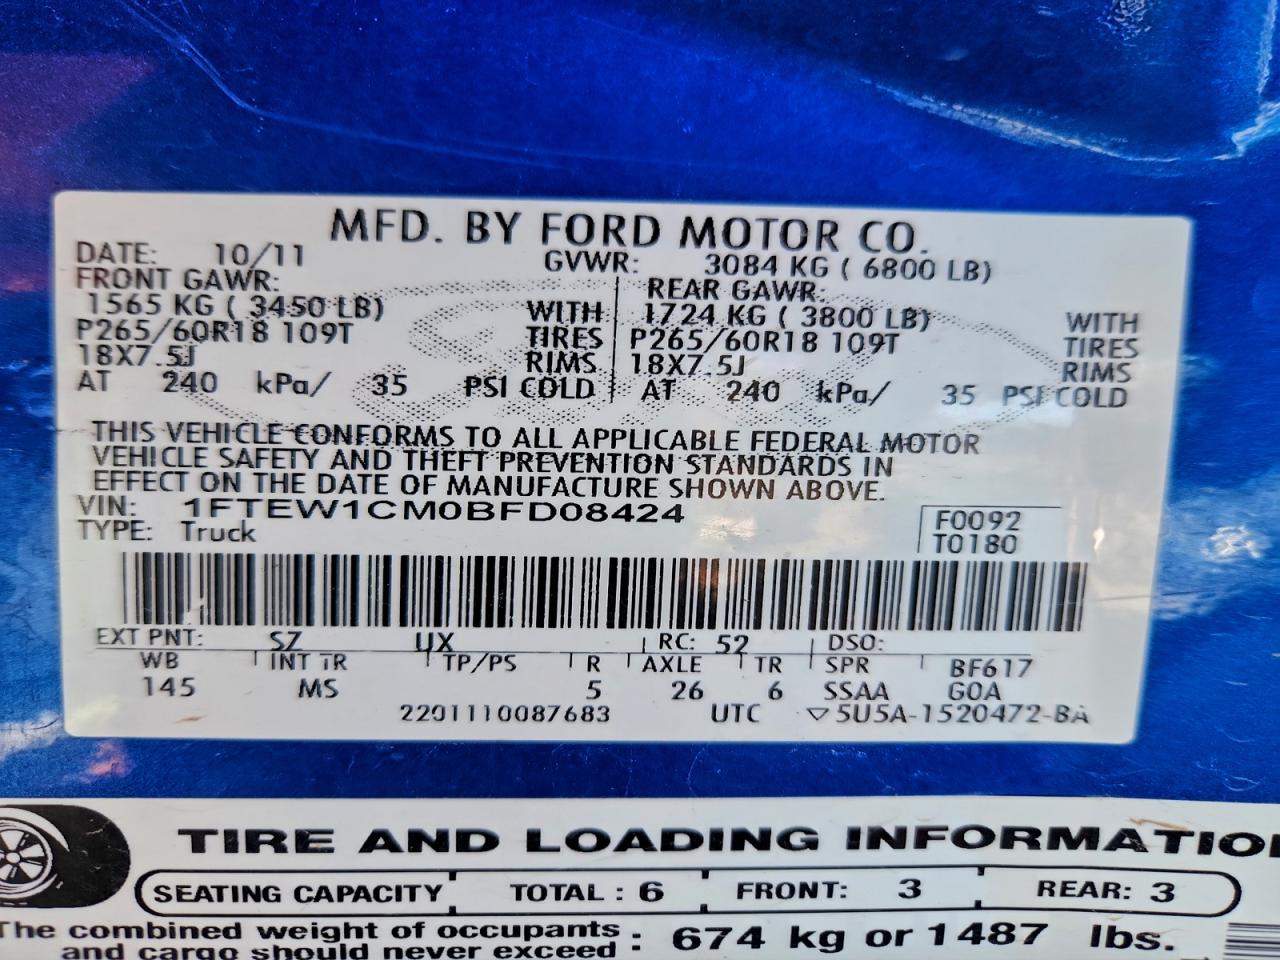 MFD. BY FORD MOTOR CO.
DATE: 10/11 GVWR: 3084 KG ( 6800 LB)
FRONT GAWR: REAR GAWR:
1565 KG ( 3450 LB) WITH 1724 KG ( 3800 LB) WITH
P265/60R18 109T TIRES P265/60R18 109T TIRES
18X7.5J RIMS 18X7.5J RIMS
AT 240 kPa/ 35 PSI COLD AT 240 kPa/ 35 PSI COLD
THIS VEHICLE CONFORMS TO ALL APPLICABLE FEDERAL MOTOR
VEHICLE SAFETY AND THEFT PREVENTION STANDARDS IN
EFFECT ON THE DATE OF MANUFACTURE SHOWN ABOVE.
VIN: 1FTEW1CM0BFD08424
TYPE: Truck
F0092
T0180
EXT PNT: SZ UX RC: 52 DSO:
WB INT TR TP/PS R AXLE TR SPR BF617
145 MS 5 26 6 SSAA GOA
2201110087683 UTC ▽5U5A-1520472-BA
TIRE AND LOADING INFORMATIO
SEATING CAPACITY TOTAL : 6 FRONT: 3 REAR: 3
The combined weight of occupants
and cargo should never exceed : 674 kg or 1487 lbs.